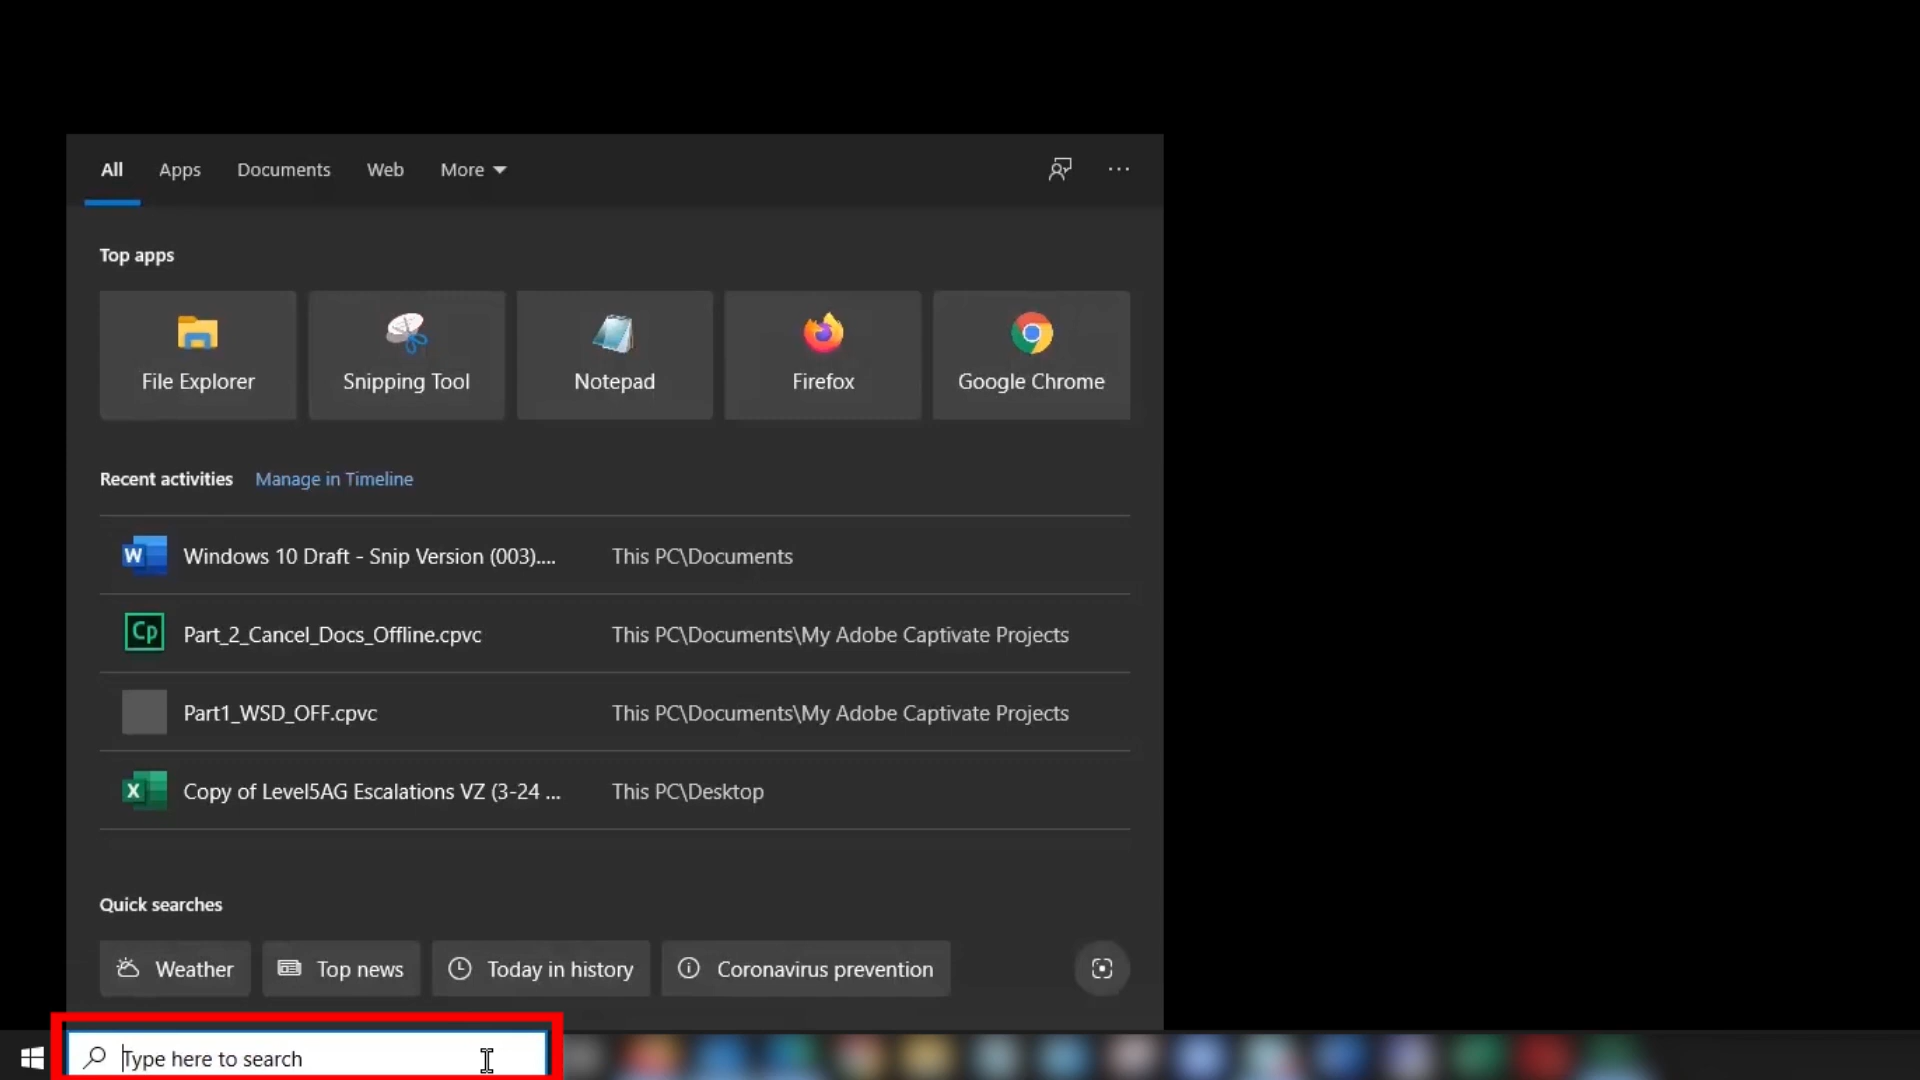 All Apps Documents Web More
Top apps
File Explorer Snipping Tool Notepad Firefox Google Chrome
Recent activities Manage in Timeline
W Windows 10 Draft - Snip Version (003).... This PC\Documents
Cp Part_2_Cancel_Docs_Offline.cpvc This PC\Documents\My Adobe Captivate Projects
Part1_WSD_OFF.cpvc This PC\Documents\My Adobe Captivate Projects
X Copy of Level5AG Escalations VZ (3-24 ... This PC\Desktop
Quick searches
Weather Top news Today in history Coronavirus prevention
Type here to search